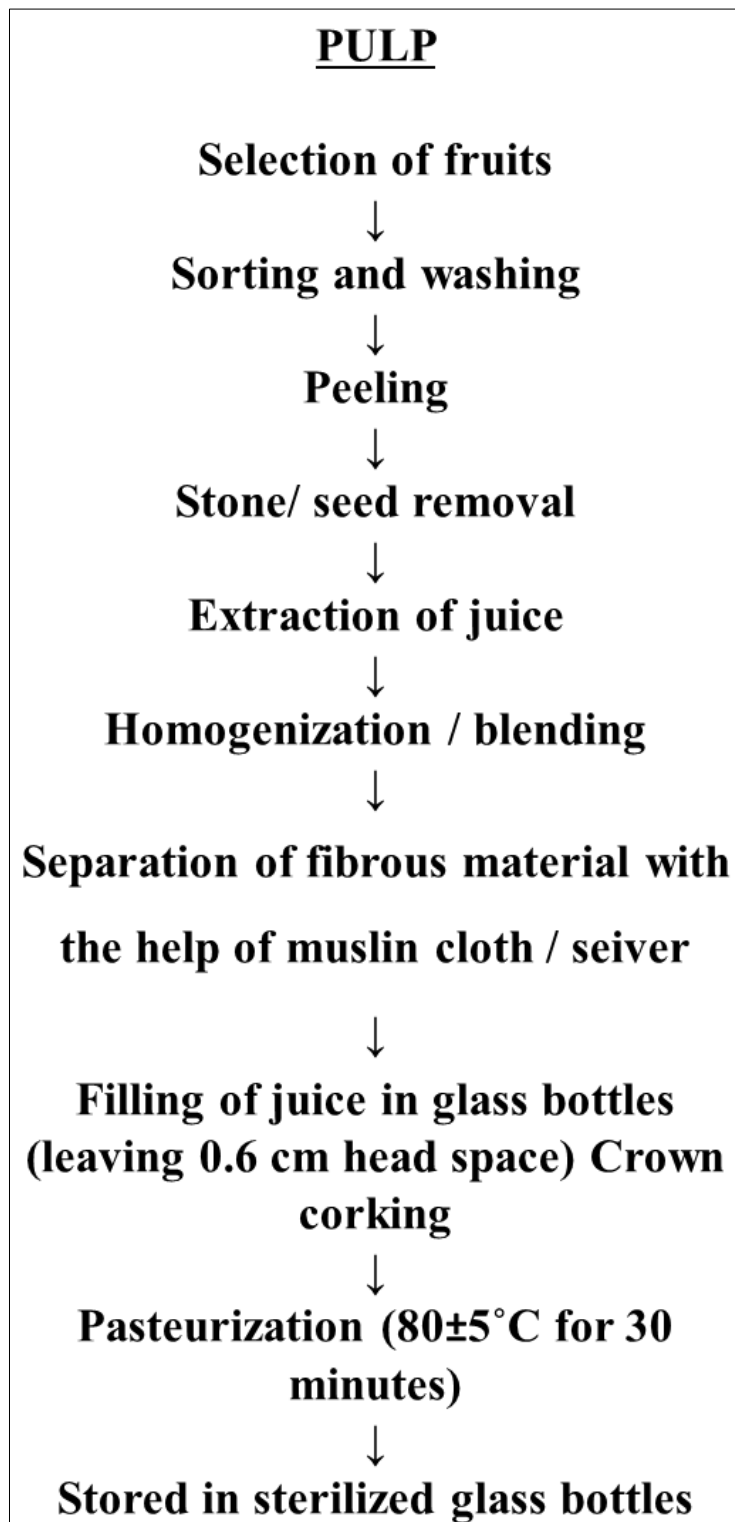 PULP
Selection of fruits
↓
Sorting and washing
↓
Peeling
↓
Stone/ seed removal
↓
Extraction of juice
↓
Homogenization / blending
↓
Separation of fibrous material with
the help of muslin cloth / seiver
↓
Filling of juice in glass bottles
(leaving 0.6 cm head space) Crown
corking
↓
Pasteurization (80±5˚C for 30
minutes)
↓
Stored in sterilized glass bottles